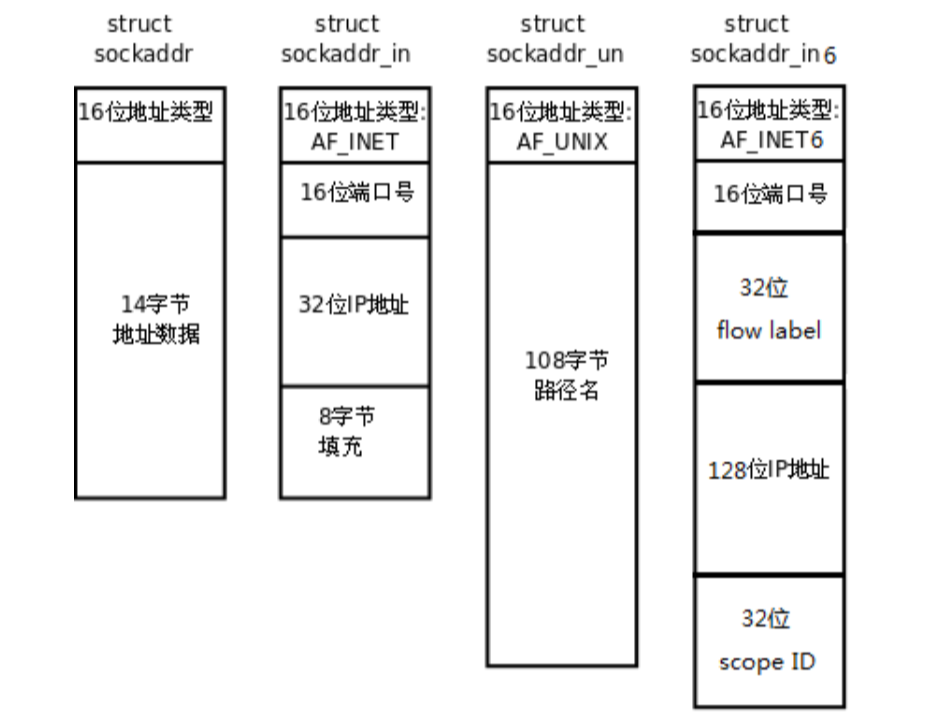 struct
sockaddr
16位地址类型
14字节
地址数据
struct
sockaddr_in
16位地址类型:
AF_INET
16位端口号
32位IP地址
8字节
填充
struct
sockaddr_un
16位地址类型:
AF_UNIX
108字节
路径名
struct
sockaddr_in6
16位地址类型:
AF_INET6
16位端口号
32位
flow label
128位IP地址
32位
scope ID